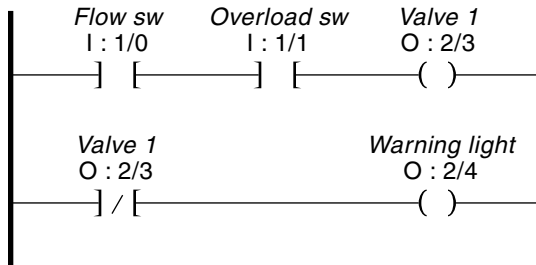 Flow sw Overload sw Valve 1
I : 1/0 I : 1/1 O : 2/3
Valve 1 Warning light
O : 2/3 O : 2/4